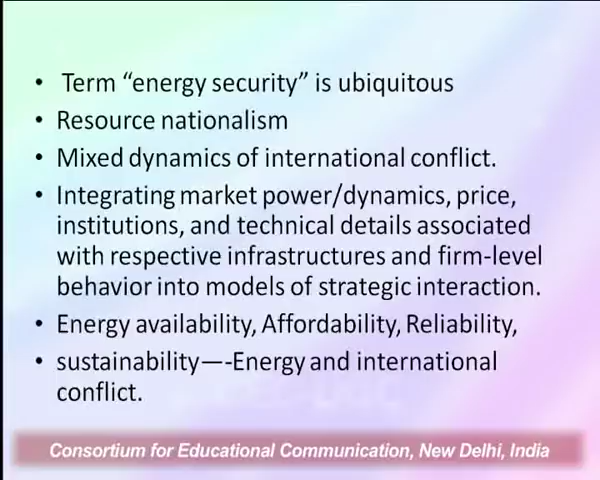 • Term “energy security” is ubiquitous
• Resource nationalism
• Mixed dynamics of international conflict.
• Integrating market power/dynamics, price,
institutions, and technical details associated
with respective infrastructures and firm-level
behavior into models of strategic interaction.
• Energy availability, Affordability, Reliability,
• sustainability—-Energy and international
conflict.
Consortium for Educational Communication, New Delhi, India